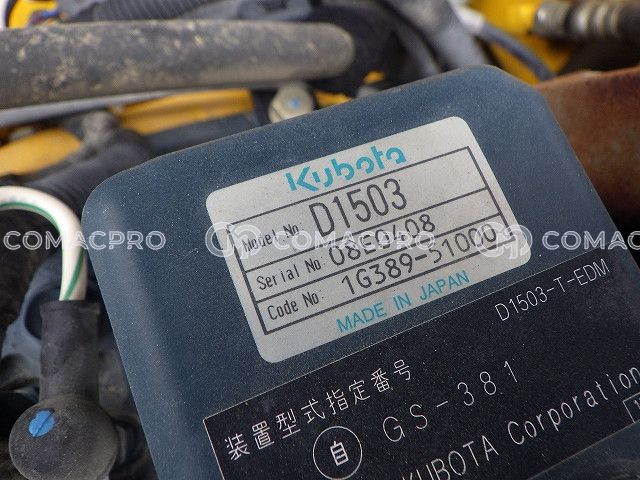 Kubota
Model No. D1503
Serial No.
Code No: 1G389-51000
MADE IN JAPAN
D1503-T-EDM
装置型式指定番号
自 GS-381
KUBOTA Corporation
COMACPRO COMACPRO COMACPRO